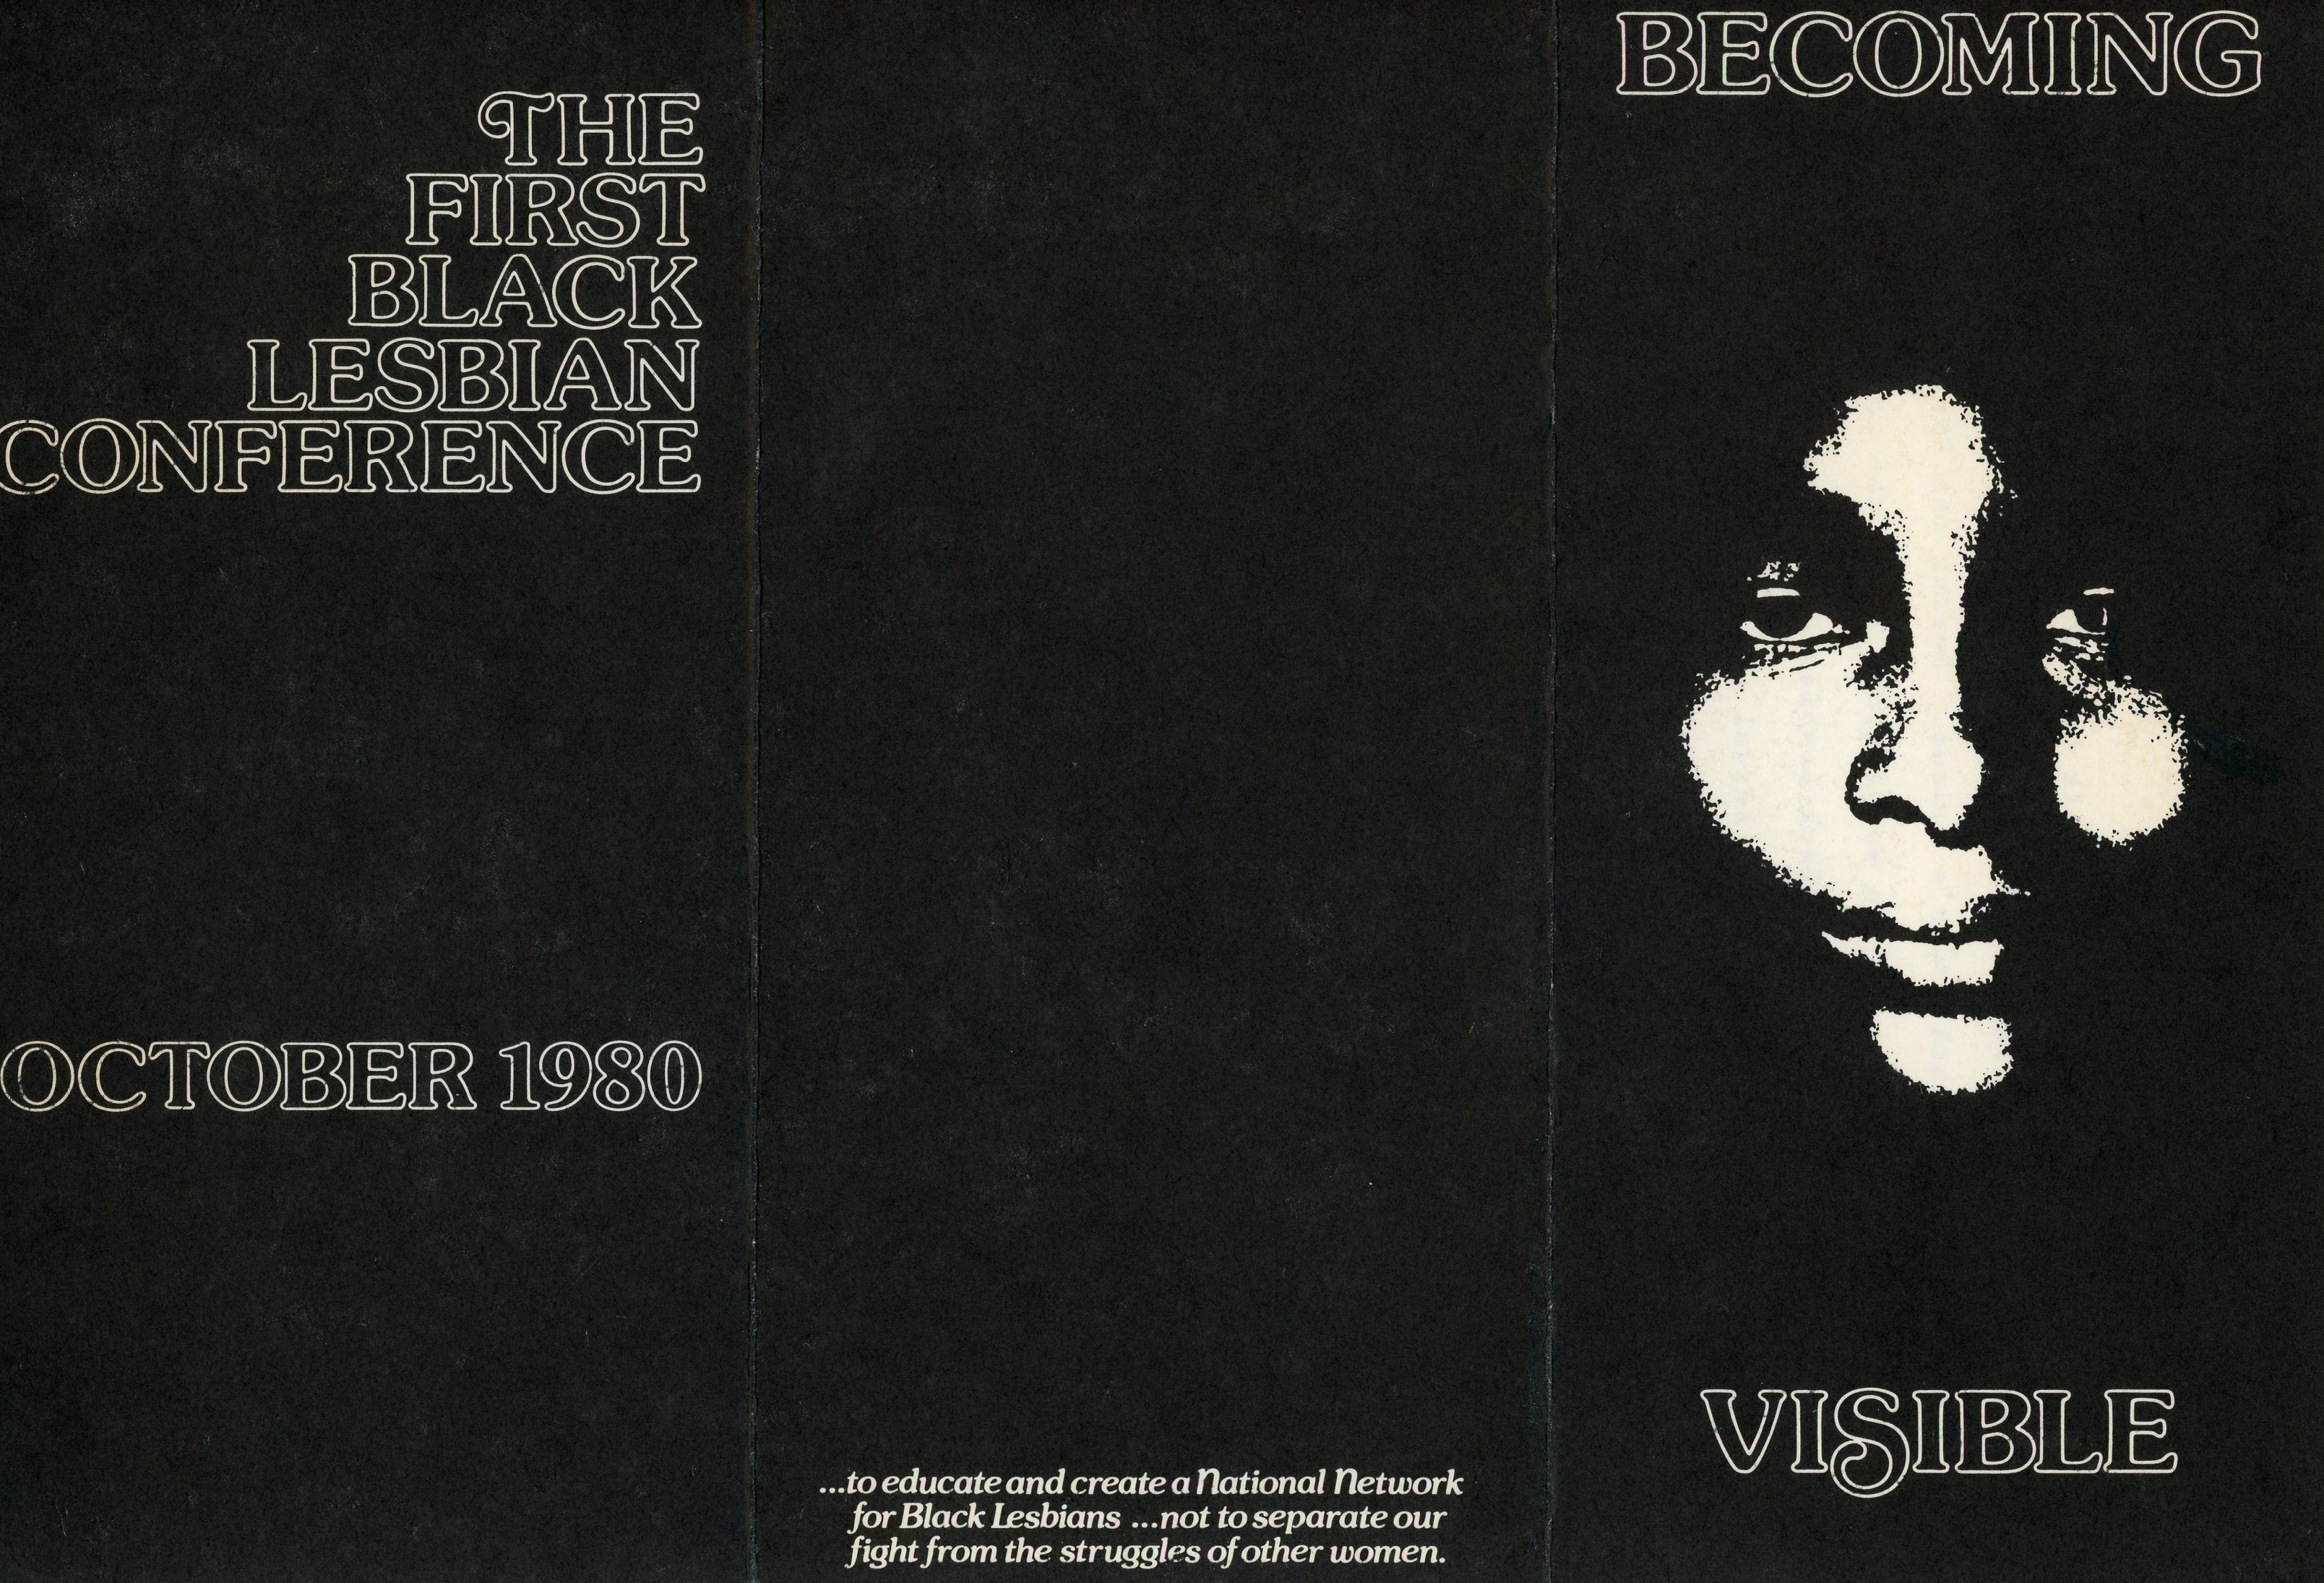 THE
FIRST
BLACK
LESBIAN
CONFERENCE
OCTOBER 1980
...to educate and create a National Network
for Black Lesbians ...not to separate our
fight from the struggles of other women.
BECOMING
VISIBLE